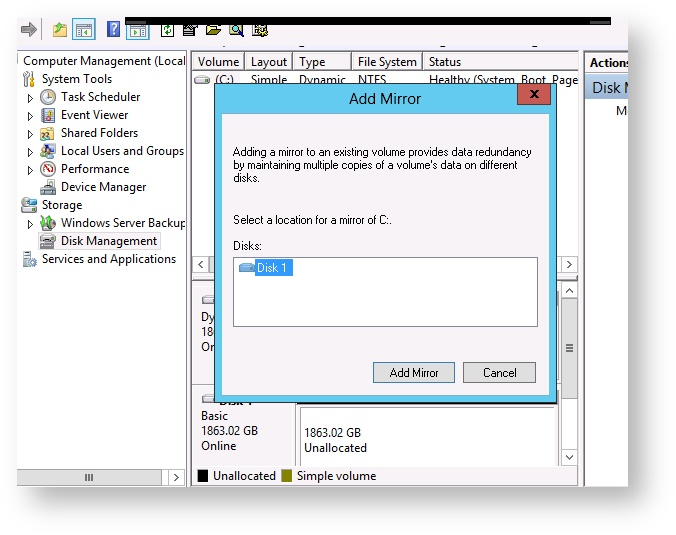 Computer Management (Local
System Tools
Task Scheduler
Event Viewer
Shared Folders
Local Users and Groups
Performance
Device Manager
Storage
Windows Server Backup
Disk Management
Services and Applications
Volume Layout Type File System Status
(C:) Simple Dynamic NTFS Healthy (System, Boot, Page
Actions
Disk M
M
Add Mirror
x
Adding a mirror to an existing volume provides data redundancy
by maintaining multiple copies of a volume's data on different
disks.
Select a location for a mirror of C:.
Disks:
Disk 1
Add Mirror Cancel
Dy
18
Or
Disk 1
Basic
1863.02 GB
Online
1863.02 GB
Unallocated
Unallocated Simple volume